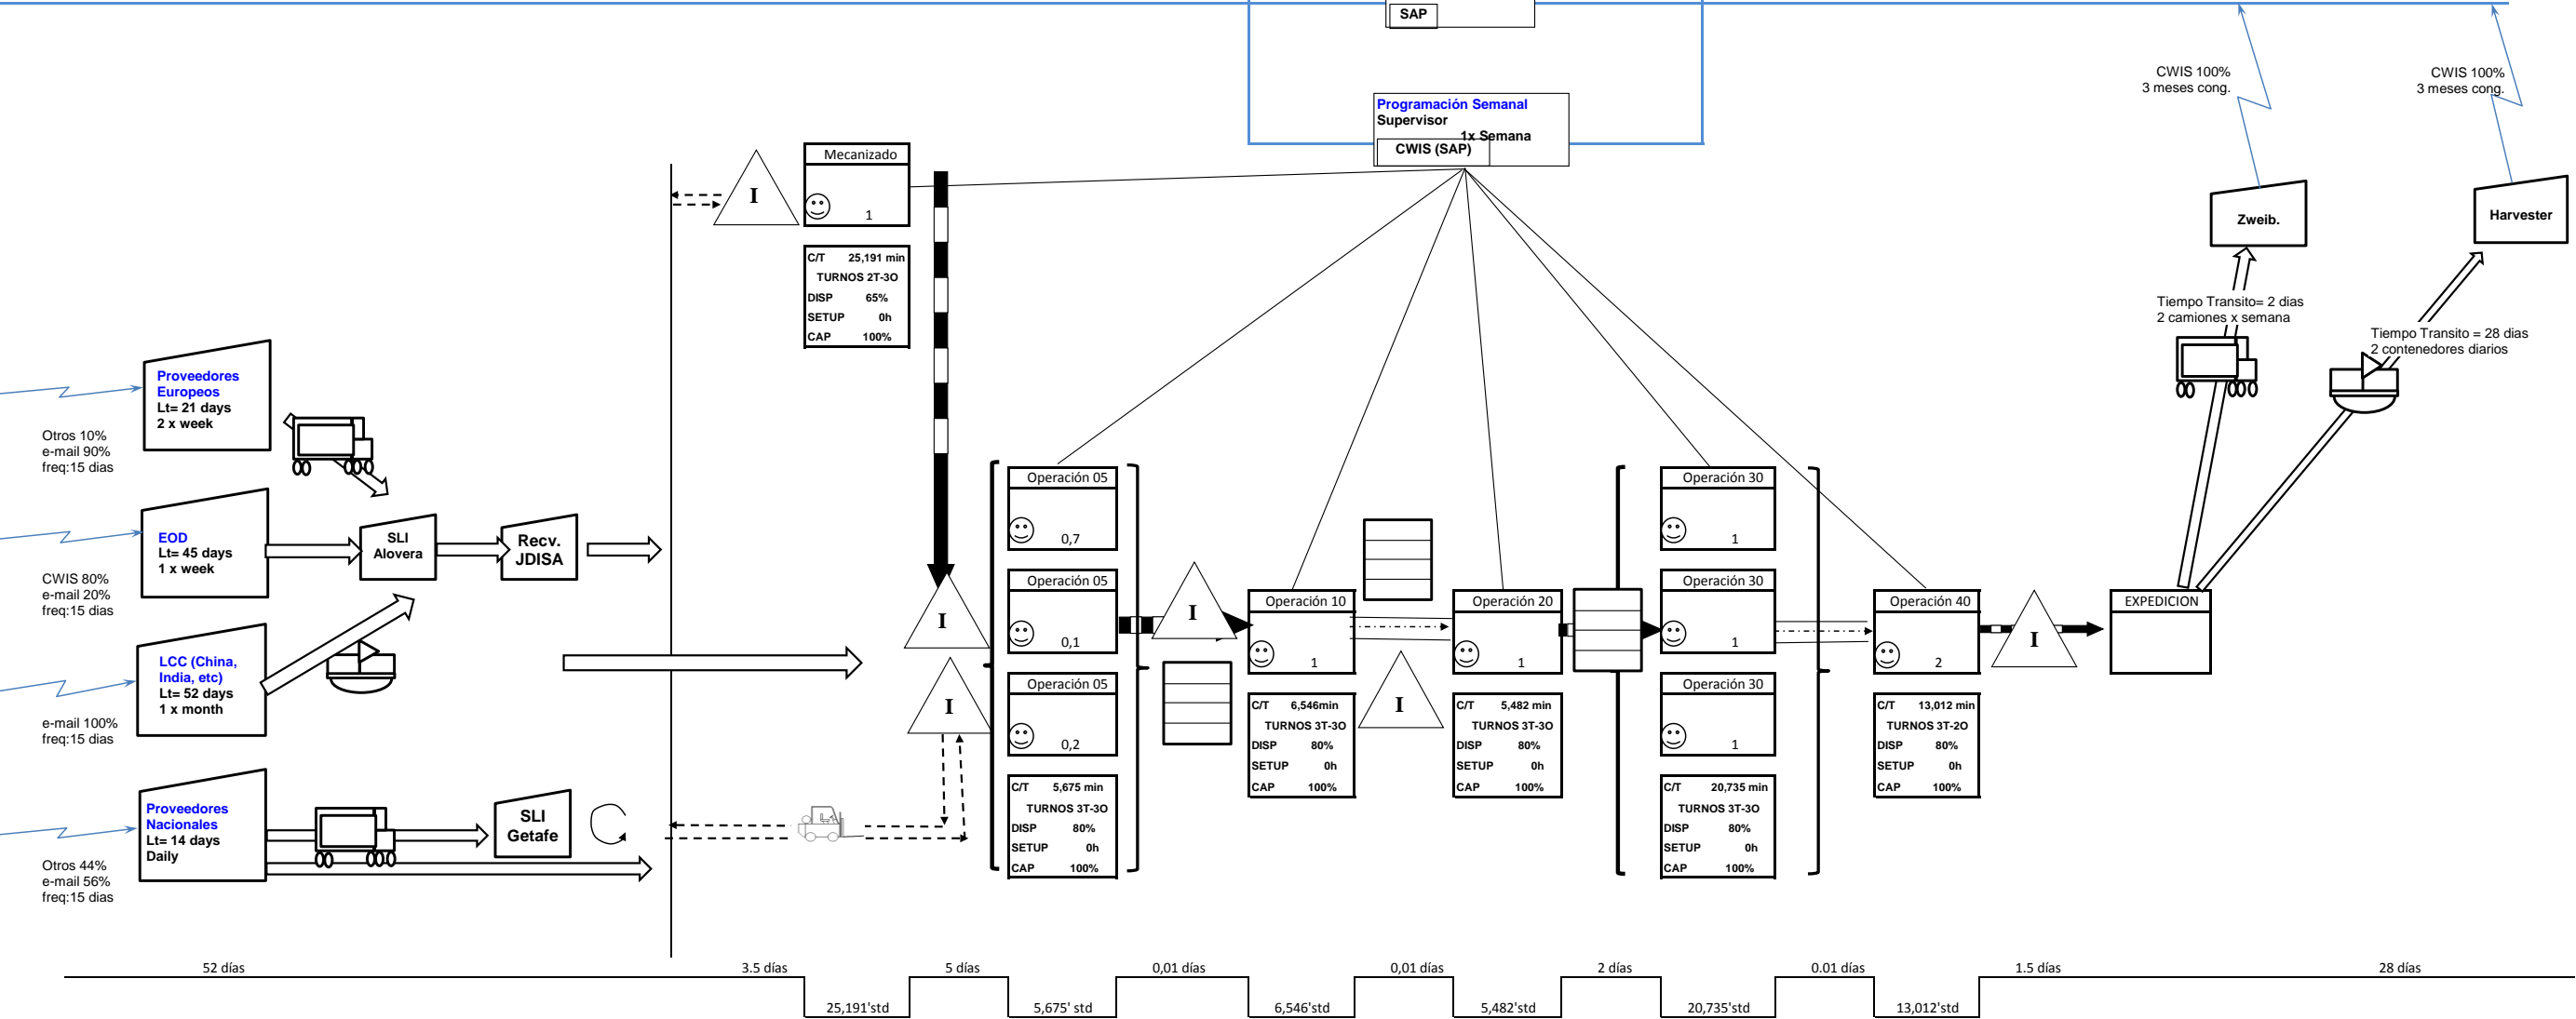 SAP
Programación Semanal
Supervisor
1x Semana
CWIS (SAP)
CWIS 100%
3 meses cong.
CWIS 100%
3 meses cong.
Zweib.
Harvester
Tiempo Transito= 2 dias
2 camiones x semana
Tiempo Transito = 28 dias
2 contenedores diarios
I
Mecanizado
1
C/T 25,191 min
TURNOS 2T-3O
DISP 65%
SETUP 0h
CAP 100%
Proveedores
Europeos
Lt= 21 days
2 x week
Otros 10%
e-mail 90%
freq:15 dias
EOD
Lt= 45 days
1 x week
CWIS 80%
e-mail 20%
freq:15 dias
SLI
Alovera
Recv.
JDISA
LCC (China,
India, etc)
Lt= 52 days
1 x month
e-mail 100%
freq:15 dias
Proveedores
Nacionales
Lt= 14 days
Daily
Otros 44%
e-mail 56%
freq:15 dias
SLI
Getafe
I
I
Operación 05
0,7
Operación 05
0,1
Operación 05
0,2
C/T 5,675 min
TURNOS 3T-3O
DISP 80%
SETUP 0h
CAP 100%
I
Operación 10
1
C/T 6,546min
TURNOS 3T-3O
DISP 80%
SETUP 0h
CAP 100%
I
Operación 20
1
C/T 5,482 min
TURNOS 3T-3O
DISP 80%
SETUP 0h
CAP 100%
Operación 30
1
Operación 30
1
Operación 30
1
C/T 20,735 min
TURNOS 3T-3O
DISP 80%
SETUP 0h
CAP 100%
Operación 40
2
C/T 13,012 min
TURNOS 3T-2O
DISP 80%
SETUP 0h
CAP 100%
I
EXPEDICION
52 días
3.5 días
5 días
0,01 días
0,01 días
2 días
0.01 días
1.5 días
28 días
25,191'std
5,675' std
6,546'std
5,482'std
20,735'std
13,012'std